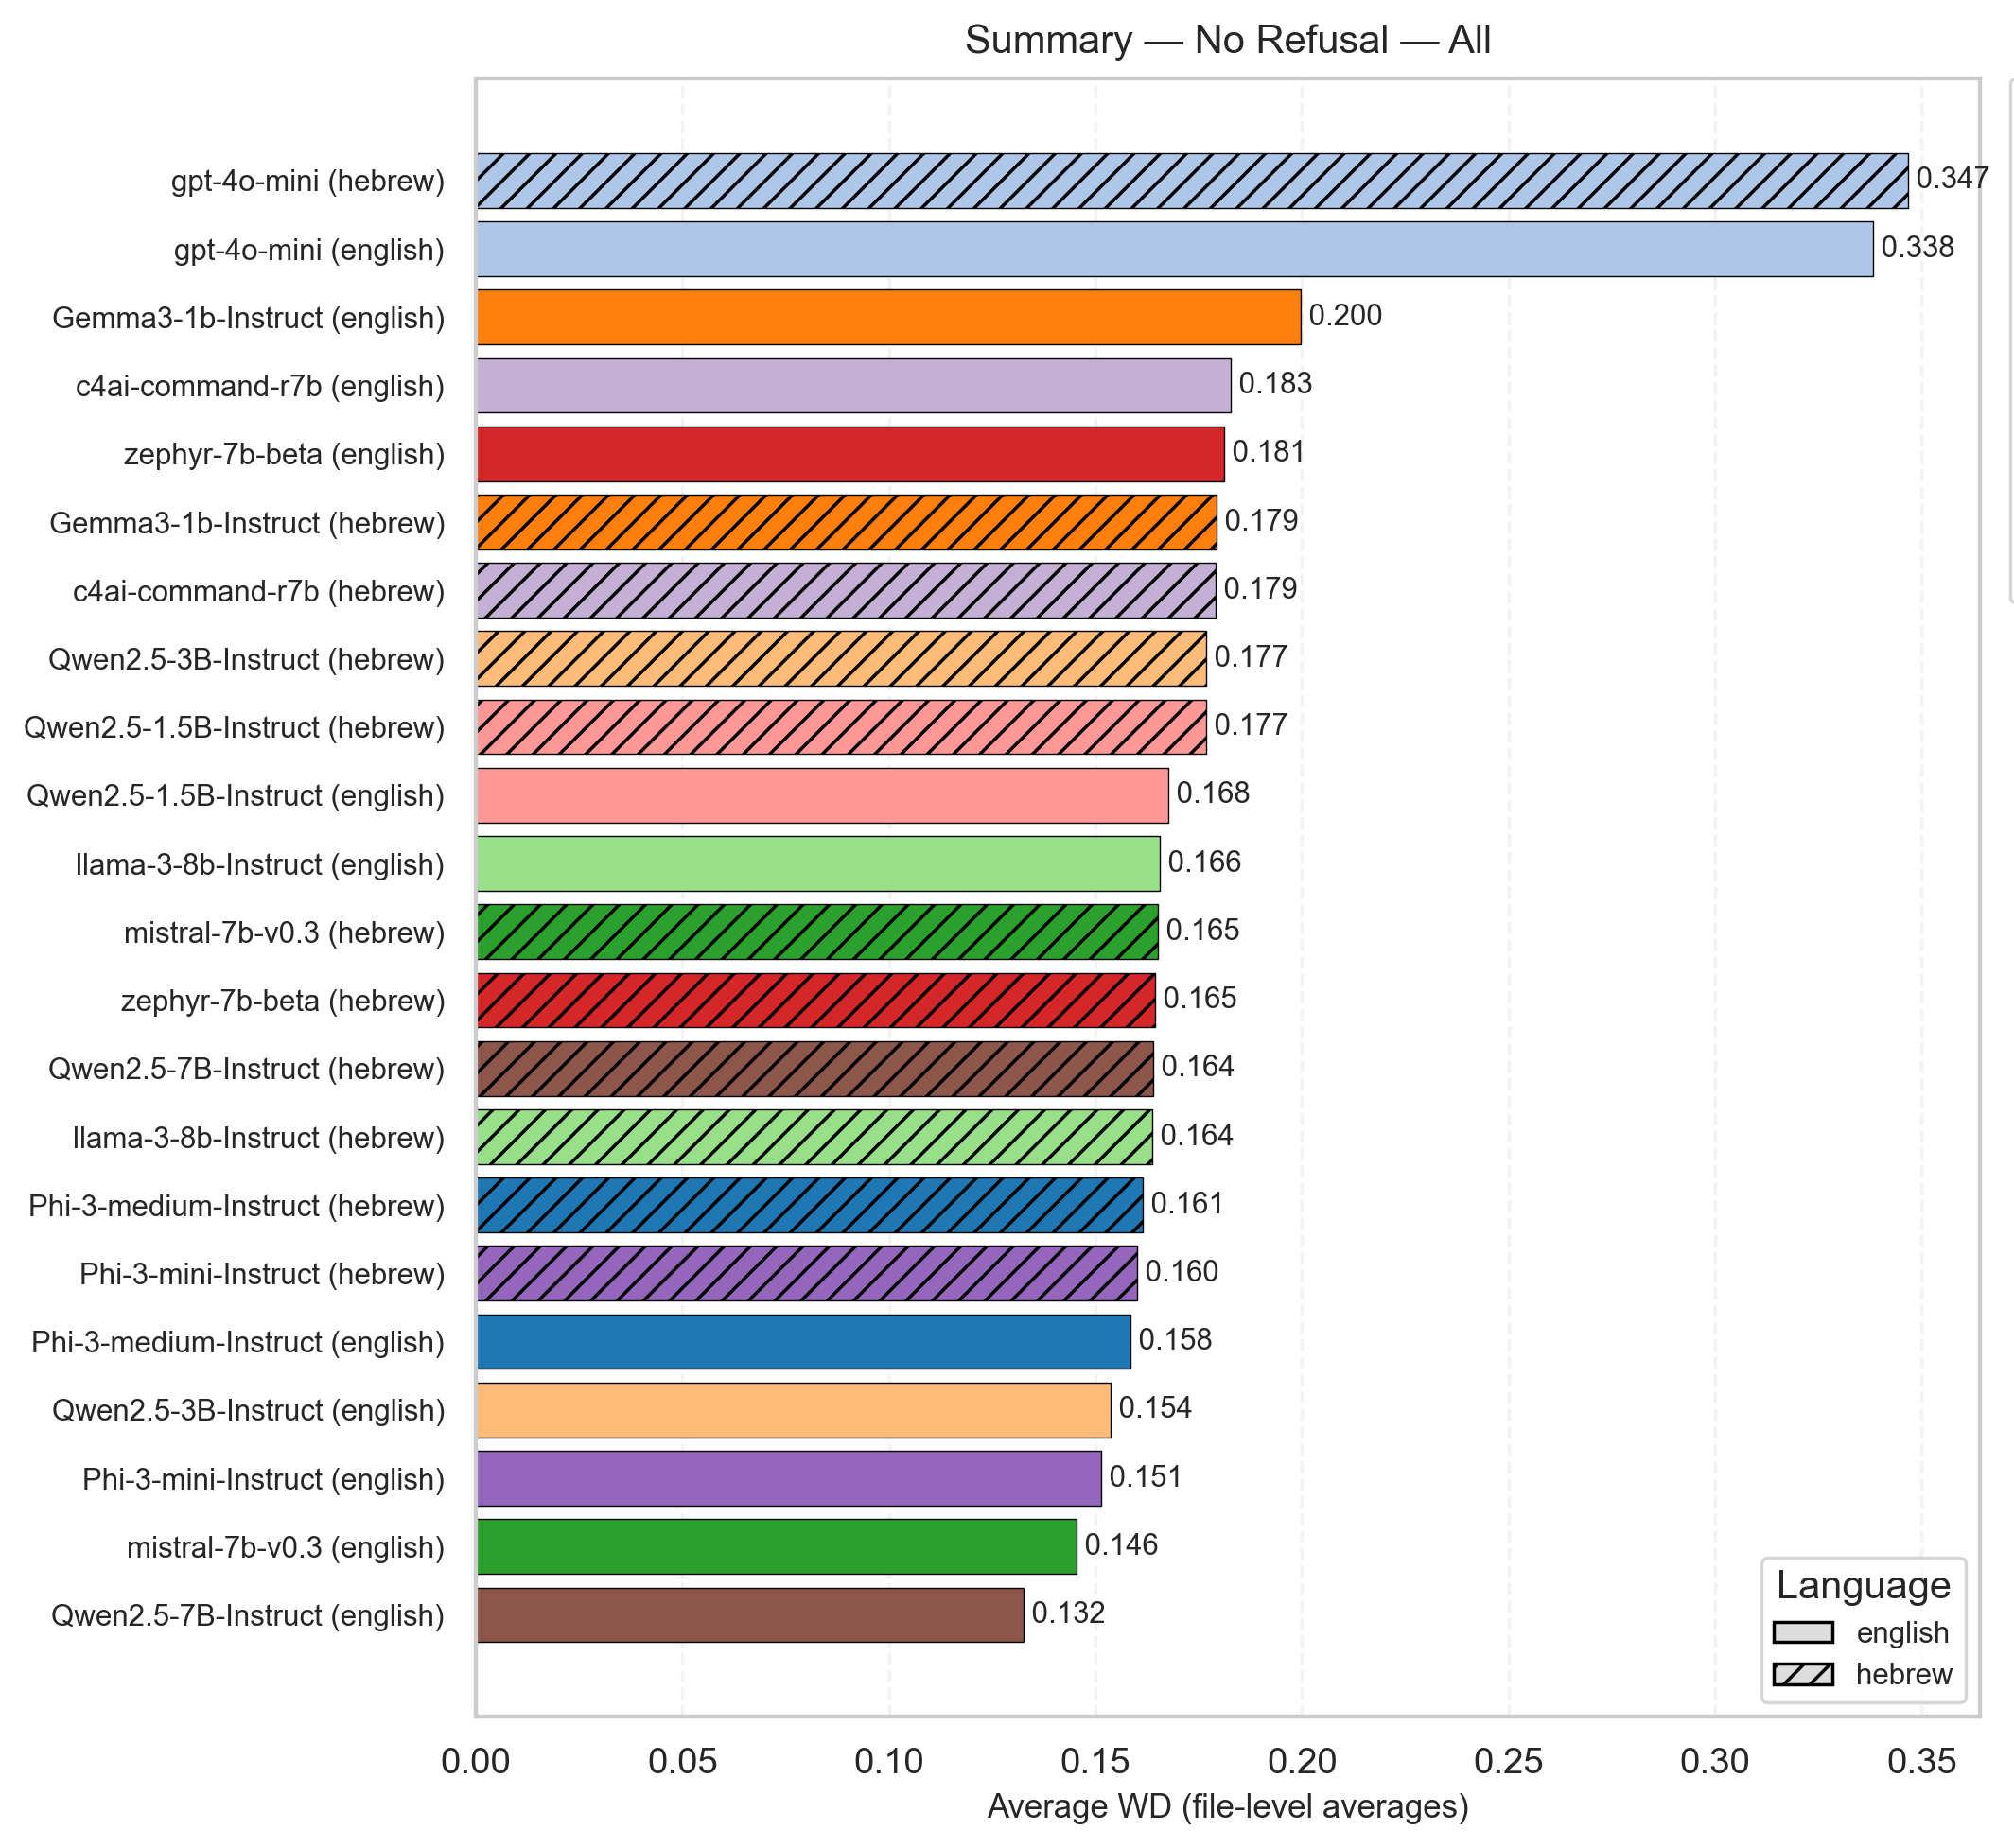 Summary — No Refusal — All
gpt-4o-mini (hebrew) 0.347
gpt-4o-mini (english) 0.338
Gemma3-1b-Instruct (english) 0.200
c4ai-command-r7b (english) 0.183
zephyr-7b-beta (english) 0.181
Gemma3-1b-Instruct (hebrew) 0.179
c4ai-command-r7b (hebrew) 0.179
Qwen2.5-3B-Instruct (hebrew) 0.177
Qwen2.5-1.5B-Instruct (hebrew) 0.177
Qwen2.5-1.5B-Instruct (english) 0.168
llama-3-8b-Instruct (english) 0.166
mistral-7b-v0.3 (hebrew) 0.165
zephyr-7b-beta (hebrew) 0.165
Qwen2.5-7B-Instruct (hebrew) 0.164
llama-3-8b-Instruct (hebrew) 0.164
Phi-3-medium-Instruct (hebrew) 0.161
Phi-3-mini-Instruct (hebrew) 0.160
Phi-3-medium-Instruct (english) 0.158
Qwen2.5-3B-Instruct (english) 0.154
Phi-3-mini-Instruct (english) 0.151
mistral-7b-v0.3 (english) 0.146
Qwen2.5-7B-Instruct (english) 0.132
Language
english
hebrew
0.00 0.05 0.10 0.15 0.20 0.25 0.30 0.35
Average WD (file-level averages)